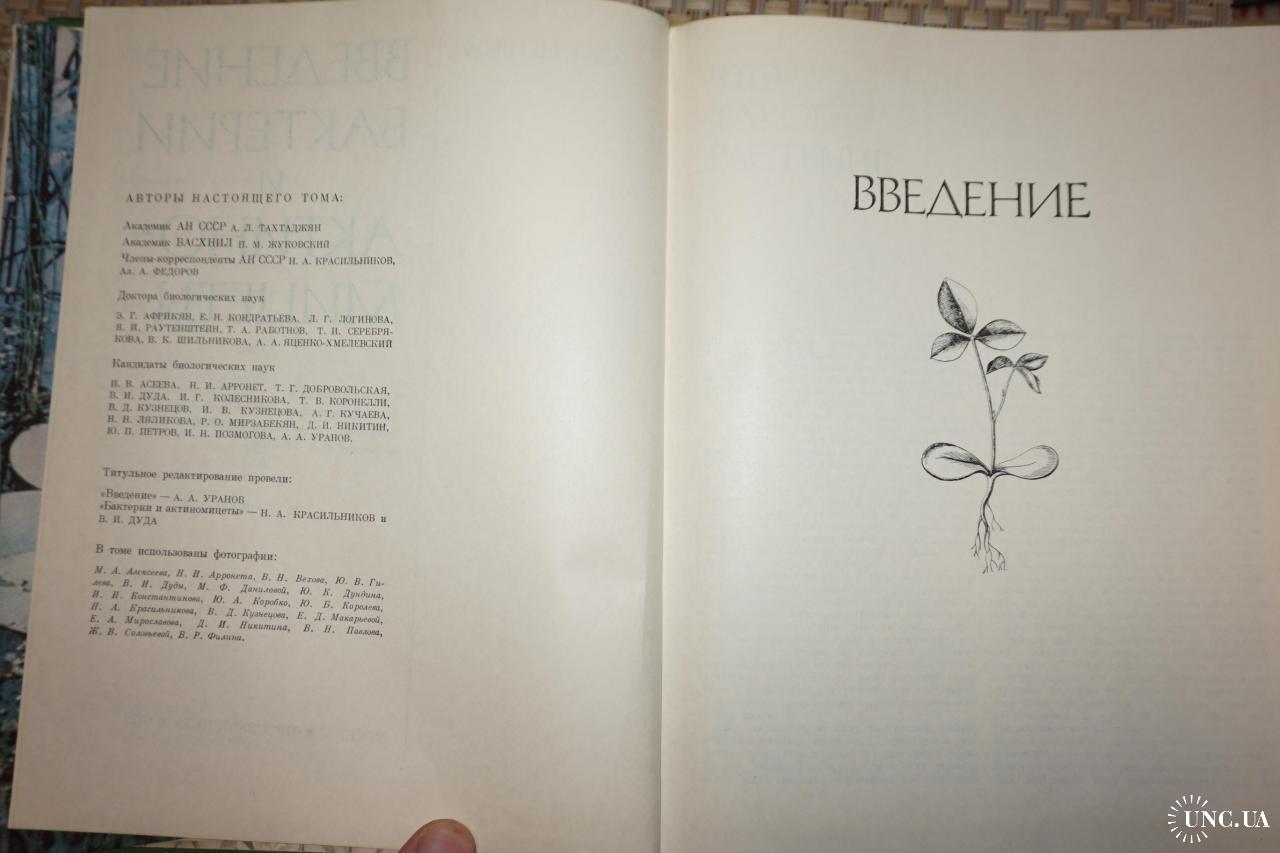 АВТОРЫ НАСТОЯЩЕГО ТОМА:
Академик АН СССР А. Л. ТАХТАДЖЯН
Академик ВАСХНИЛ П. М. ЖУКОВСКИЙ
Члены-корреспонденты АН СССР Н. А. КРАСИЛЬНИКОВ,
Ал. А. ФЕДОРОВ
Доктора биологических наук
Э. Г. АФРИКЯН, Е. Н. КОНДРАТЬЕВА, Л. Г. ЛОГИНОВА,
Я. И. РАУТЕНШТЕЙН, Т. А. РАБОТНОВ, Т. И. СЕРЕБРЯ-
КОВА, В. К. ШИЛЬНИКОВА, А. А. ЯЦЕНКО-ХМЕЛЕВСКИЙ
Кандидаты биологических наук
И. В. АСЕЕВА, Н. И. АРРОНЕТ, Т. Г. ДОБРОВОЛЬСКАЯ,
В. И. ДУДА, И. Г. КОЛЕСНИКОВА, Т. В. КОРОНЕЛЛИ,
В. Д. КУЗНЕЦОВ, И. В. КУЗНЕЦОВА, А. Г. КУЧАЕВА,
Н. Н. ЛЯЛИКОВА, Р. О. МИРЗАБЕКЯН, Д. И. НИКИТИН,
Ю. П. ПЕТРОВ, И. Н. ПОЗМОГОВА, А. А. УРАНОВ.
Титульное редактирование провели:
«Введение» — А. А. УРАНОВ
«Бактерии и актиномицеты» — Н. А. КРАСИЛЬНИКОВ и
В. И. ДУДА
В томе использованы фотографии:
М. А. Алексеева, Н. И. Арронета, В. Н. Вехова, Ю. В. Ги-
лева, В. И. Дуды, М. Ф. Даниловой, Ю. К. Дундина,
И. И. Константинова, Ю. А. Коробко, Ю. Б. Королева,
Н. А. Красильникова, В. Д. Кузнецова, Е. Д. Макарьевой,
Е. А. Мирославова, Д. И. Никитина, В. Н. Павлова,
Ж. В. Соловьевой, В. Р. Филина.
ВВЕДЕНИЕ
UNC.UA